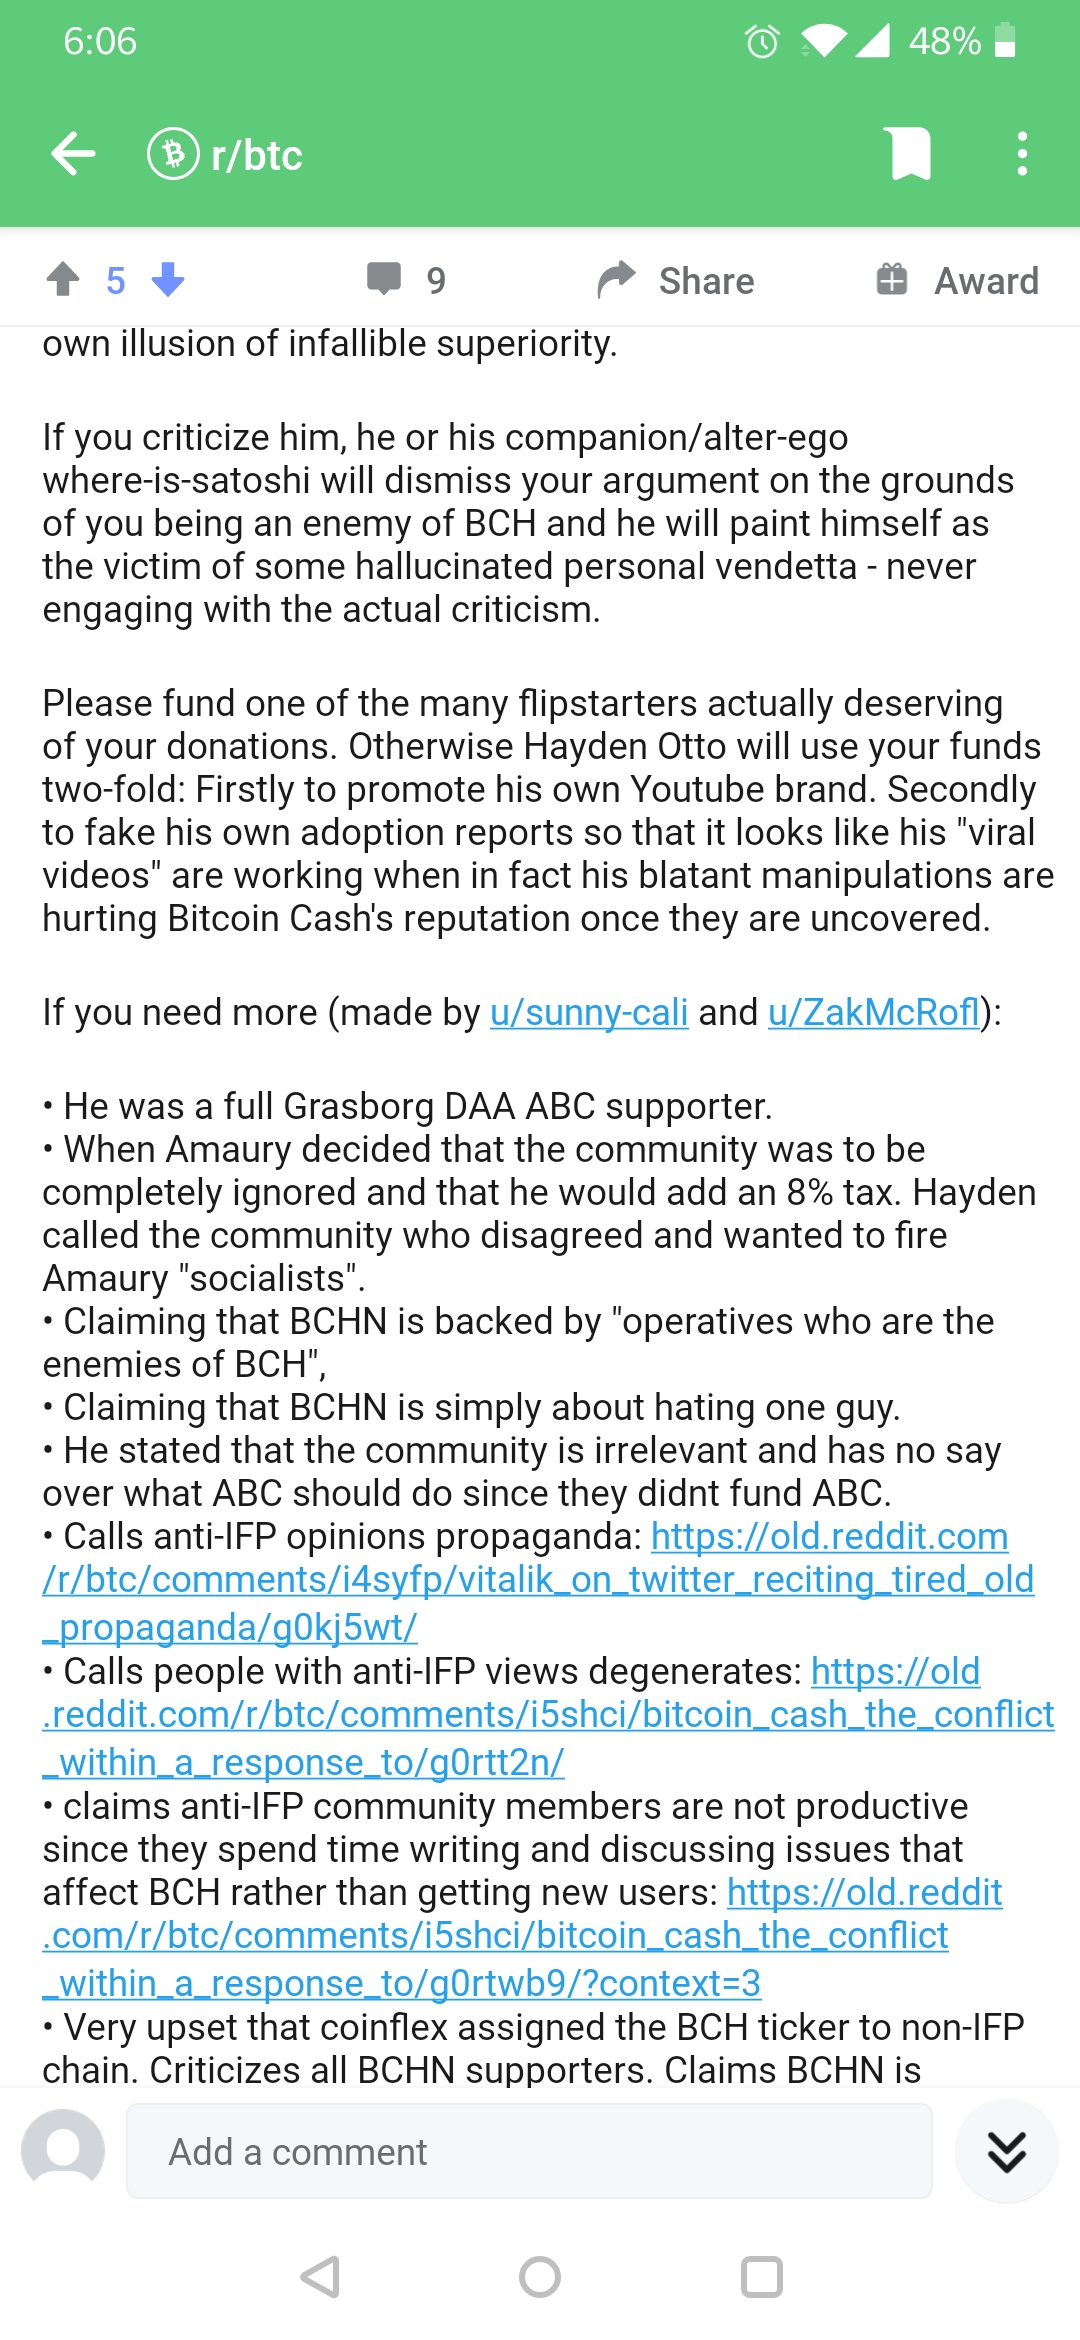 6:06
48%
r/btc
5
9
Share
Award
own illusion of infallible superiority.
If you criticize him, he or his companion/alter-ego
where-is-satoshi will dismiss your argument on the grounds
of you being an enemy of BCH and he will paint himself as
the victim of some hallucinated personal vendetta - never
engaging with the actual criticism.
Please fund one of the many flipstarters actually deserving
of your donations. Otherwise Hayden Otto will use your funds
two-fold: Firstly to promote his own Youtube brand. Secondly
to fake his own adoption reports so that it looks like his "viral
videos" are working when in fact his blatant manipulations are
hurting Bitcoin Cash's reputation once they are uncovered.
If you need more (made by u/sunny-cali and u/ZakMcRofl):
• He was a full Grasborg DAA ABC supporter.
• When Amaury decided that the community was to be
completely ignored and that he would add an 8% tax. Hayden
called the community who disagreed and wanted to fire
Amaury "socialists".
• Claiming that BCHN is backed by "operatives who are the
enemies of BCH",
• Claiming that BCHN is simply about hating one guy.
• He stated that the community is irrelevant and has no say
over what ABC should do since they didnt fund ABC.
• Calls anti-IFP opinions propaganda: https://old.reddit.com
/r/btc/comments/i4syfp/vitalik_on_twitter_reciting_tired_old
_propaganda/g0kj5wt/
• Calls people with anti-IFP views degenerates: https://old
.reddit.com/r/btc/comments/i5shci/bitcoin_cash_the_conflict
_within_a_response_to/g0rtt2n/
• claims anti-IFP community members are not productive
since they spend time writing and discussing issues that
affect BCH rather than getting new users: https://old.reddit
.com/r/btc/comments/i5shci/bitcoin_cash_the_conflict
_within_a_response_to/g0rtwb9/?context=3
• Very upset that coinflex assigned the BCH ticker to non-IFP
chain. Criticizes all BCHN supporters. Claims BCHN is
Add a comment